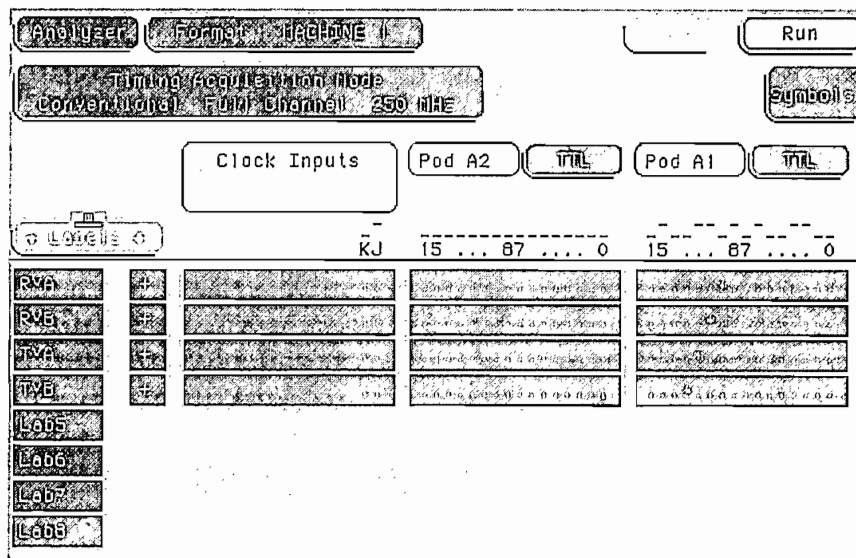 Analyzer Format MACHINE 1 Run
Timing Acquisition Mode
Conventional Full Channel 250 MHz
Symbols
Clock Inputs Pod A2 TTL Pod A1 TTL
Labels
KJ 15 ... 87 .... 0 15 ... 87 .... 0
RVA +
RVB +
TVA +
TVB +
Lab5
Lab6
Lab7
Lab8